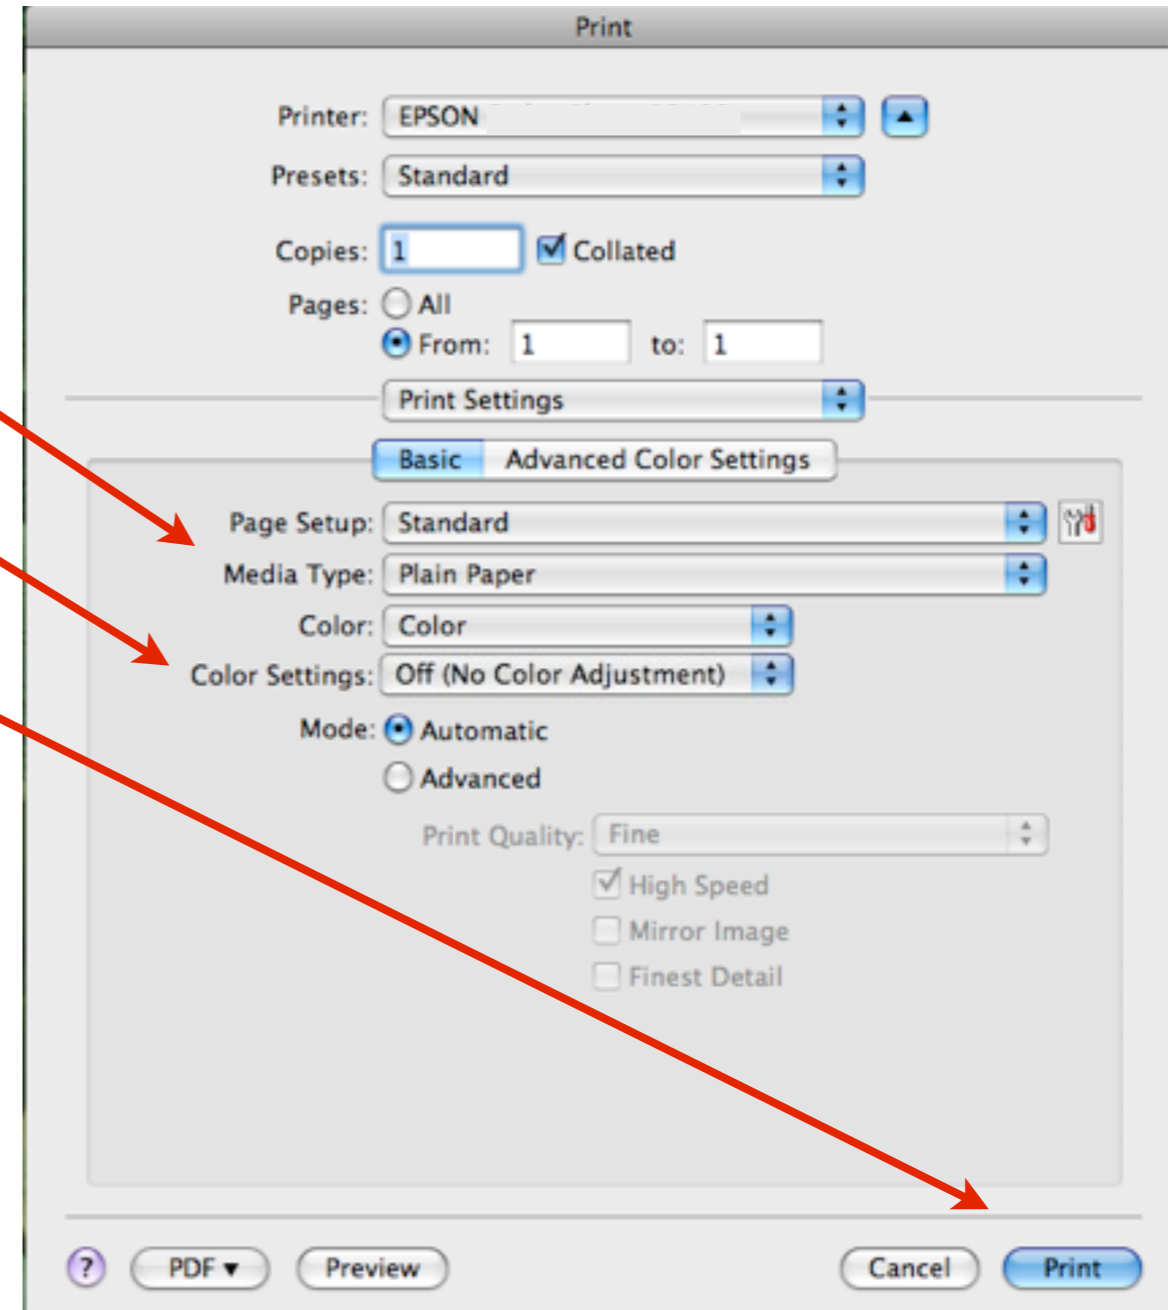 Print
Printer: EPSON
Presets: Standard
Copies: 1 Collated
Pages: All
From: 1 to: 1
Print Settings
Basic Advanced Color Settings
Page Setup: Standard
Media Type: Plain Paper
Color: Color
Color Settings: Off (No Color Adjustment)
Mode: Automatic
Advanced
Print Quality: Fine
High Speed
Mirror Image
Finest Detail
? PDF Preview Cancel Print